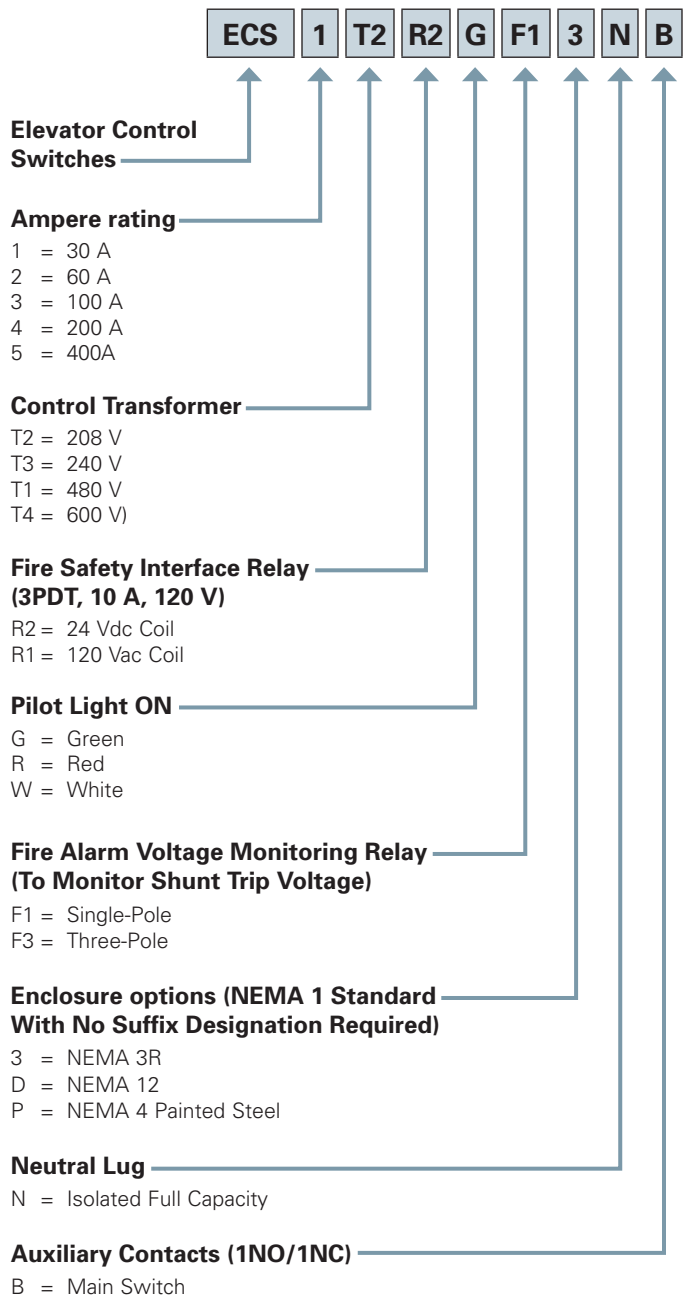 ECS 1 T2 R2 G F1 3 N B
Elevator Control
Switches
Ampere rating
1 = 30 A
2 = 60 A
3 = 100 A
4 = 200 A
5 = 400A
Control Transformer
T2 = 208 V
T3 = 240 V
T1 = 480 V
T4 = 600 V)
Fire Safety Interface Relay
(3PDT, 10 A, 120 V)
R2 = 24 Vdc Coil
R1 = 120 Vac Coil
Pilot Light ON
G = Green
R = Red
W = White
Fire Alarm Voltage Monitoring Relay
(To Monitor Shunt Trip Voltage)
F1 = Single-Pole
F3 = Three-Pole
Enclosure options (NEMA 1 Standard
With No Suffix Designation Required)
3 = NEMA 3R
D = NEMA 12
P = NEMA 4 Painted Steel
Neutral Lug
N = Isolated Full Capacity
Auxiliary Contacts (1NO/1NC)
B = Main Switch